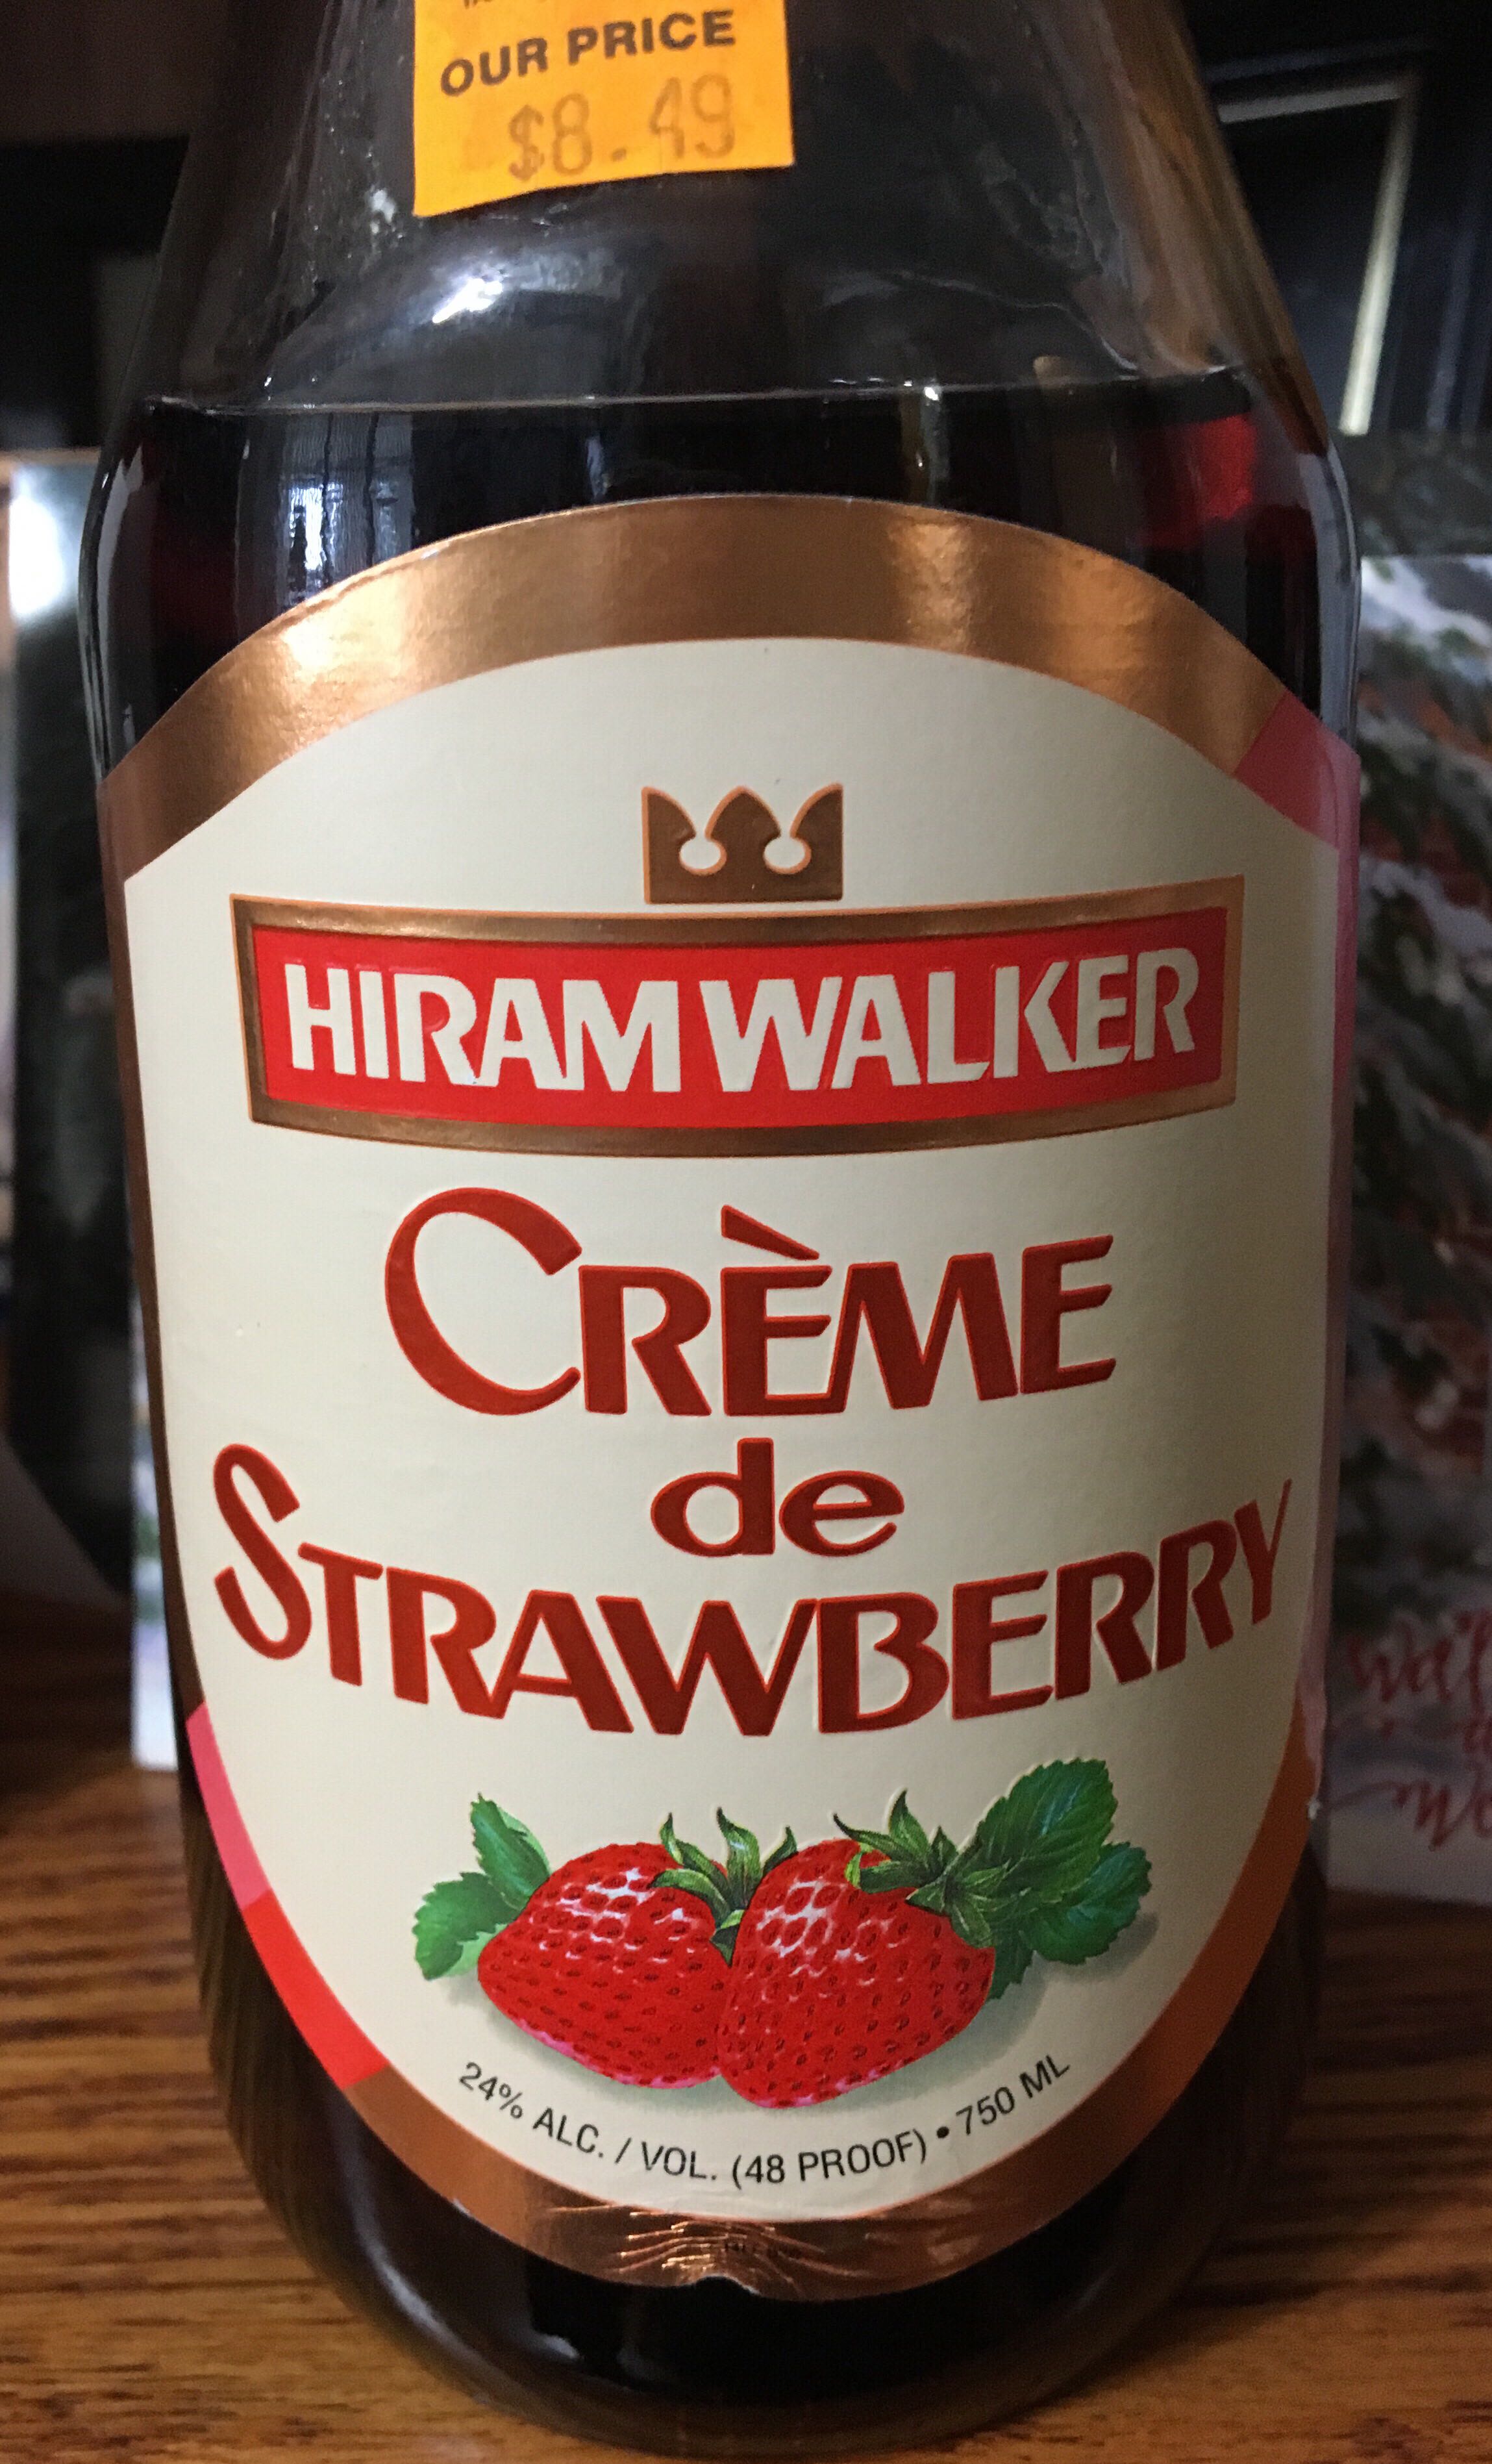 OUR PRICE
$8.49
HIRAM WALKER
CRÈME
de
STRAWBERRY
24% ALC. / VOL. (48 PROOF) • 750 ML